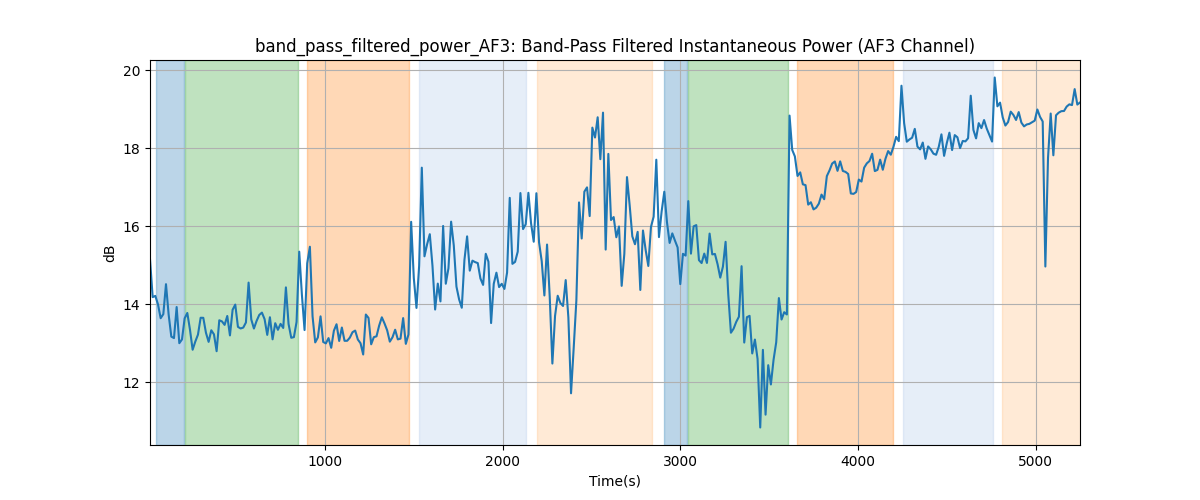 band_pass_filtered_power_AF3: Band-Pass Filtered Instantaneous Power (AF3 Channel)
20
18
16
14
12
dB
1000 2000 3000 4000 5000
Time(s)